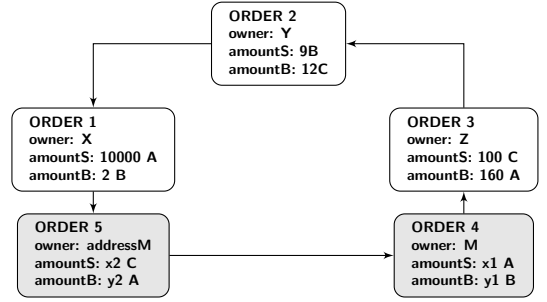 ORDER 2
owner: Y
amountS: 9B
amountB: 12C
ORDER 1
owner: X
amountS: 10000 A
amountB: 2 B
ORDER 3
owner: Z
amountS: 100 C
amountB: 160 A
ORDER 5
owner: addressM
amountS: x2 C
amountB: y2 A
ORDER 4
owner: M
amountS: x1 A
amountB: y1 B